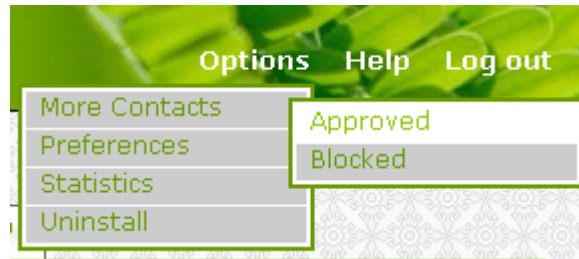 Options Help Log out
More Contacts
Preferences
Statistics
Uninstall
Approved
Blocked